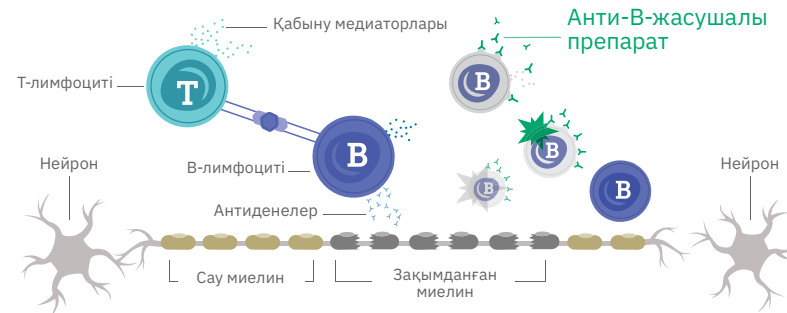 Қабыну медиаторлары
Анти-В-жасушалы
препарат
Т-лимфоциті
T
B
B
B
B
B
В-лимфоциті
Нейрон
Нейрон
Антиденелер
Сау миелин
Зақымданған
миелин